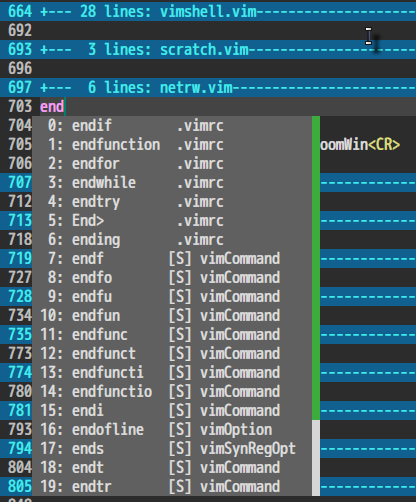 664 +--- 28 lines: vimshell.vim--------------------
692
693 +---  3 lines: scratch.vim---------------------
696
697 +---  6 lines: netrw.vim-----------------------
703 end
704  0: endif        .vimrc
705  1: endfunction  .vimrc oomWin<CR>
706  2: endfor       .vimrc
707  3: endwhile     .vimrc ------------
712  4: endtry       .vimrc
713  5: End>         .vimrc ------------
718  6: ending       .vimrc
719  7: endf        [S] vimCommand ------------
727  8: endfo       [S] vimCommand
728  9: endfu       [S] vimCommand ------------
734 10: endfun      [S] vimCommand
735 11: endfunc     [S] vimCommand ------------
773 12: endfunct    [S] vimCommand
774 13: endfuncti   [S] vimCommand ------------
780 14: endfunctio  [S] vimCommand
781 15: endi        [S] vimCommand ------------
793 16: endofline   [S] vimOption
794 17: ends        [S] vimSynRegOpt ------------
804 18: endt        [S] vimCommand
805 19: endtr       [S] vimCommand ------------